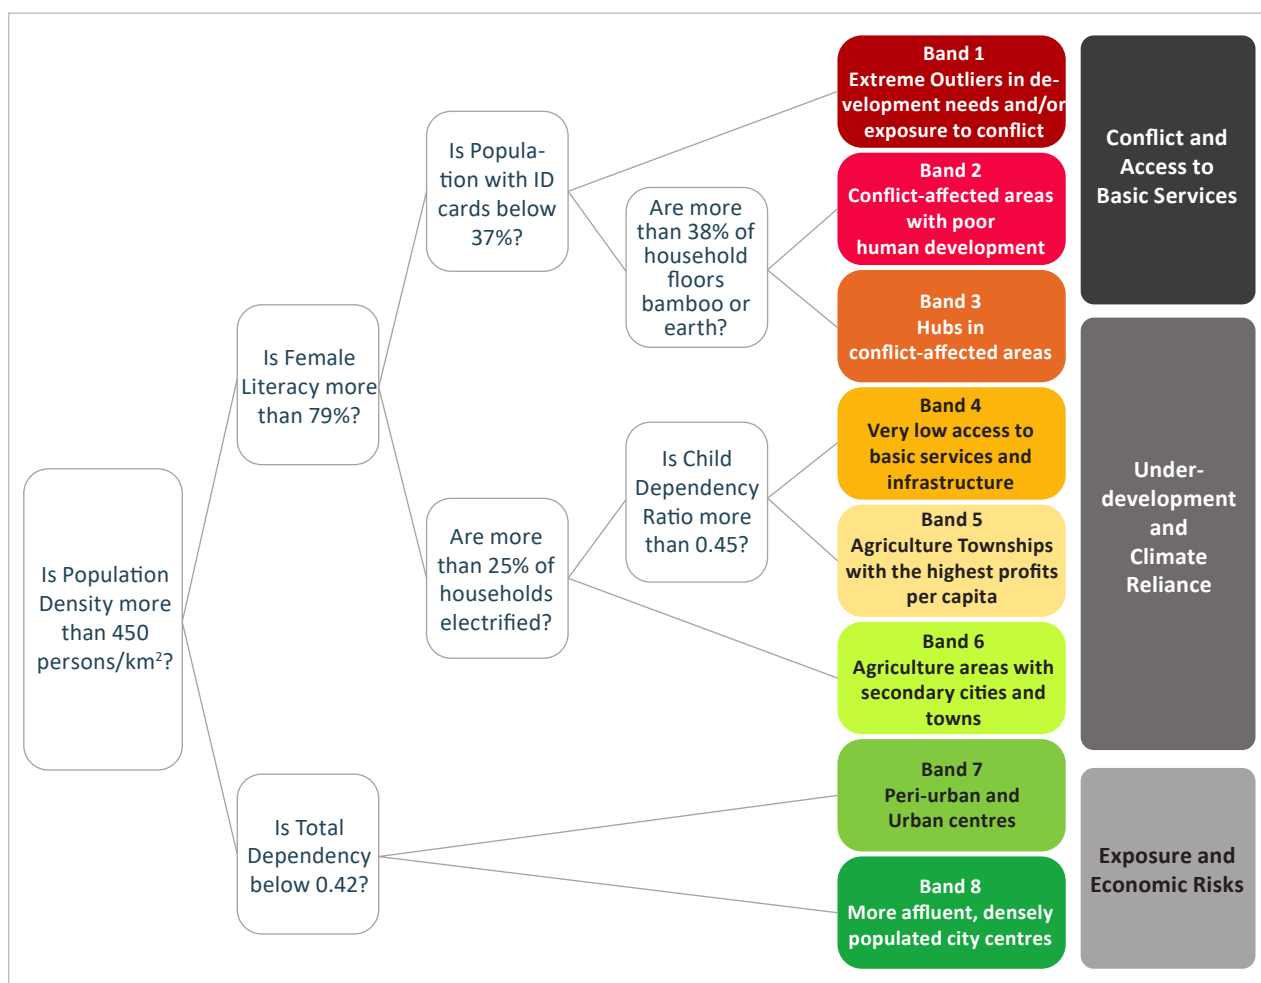 Is Population
Density more
than 450
persons/km²?
Is Female
Literacy more
than 79%?
Is Total
Dependency
below 0.42?
Is Popula-
tion with ID
cards below
37%?
Are more
than 25% of
households
electrified?
Are more
than 38% of
household
floors
bamboo or
earth?
Is Child
Dependency
Ratio more
than 0.45?
Band 1
Extreme Outliers in de-
velopment needs and/or
exposure to conflict
Band 2
Conflict-affected areas
with poor
human development
Band 3
Hubs in
conflict-affected areas
Band 4
Very low access to
basic services and
infrastructure
Band 5
Agriculture Townships
with the highest profits
per capita
Band 6
Agriculture areas with
secondary cities and
towns
Band 7
Peri-urban and
Urban centres
Band 8
More affluent, densely
populated city centres
Conflict and
Access to
Basic Services
Under-
development
and
Climate
Reliance
Exposure and
Economic Risks